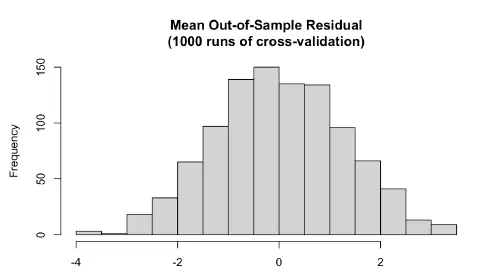 Mean Out-of-Sample Residual
(1000 runs of cross-validation)
Frequency
150
100
50
0
-4 -2 0 2